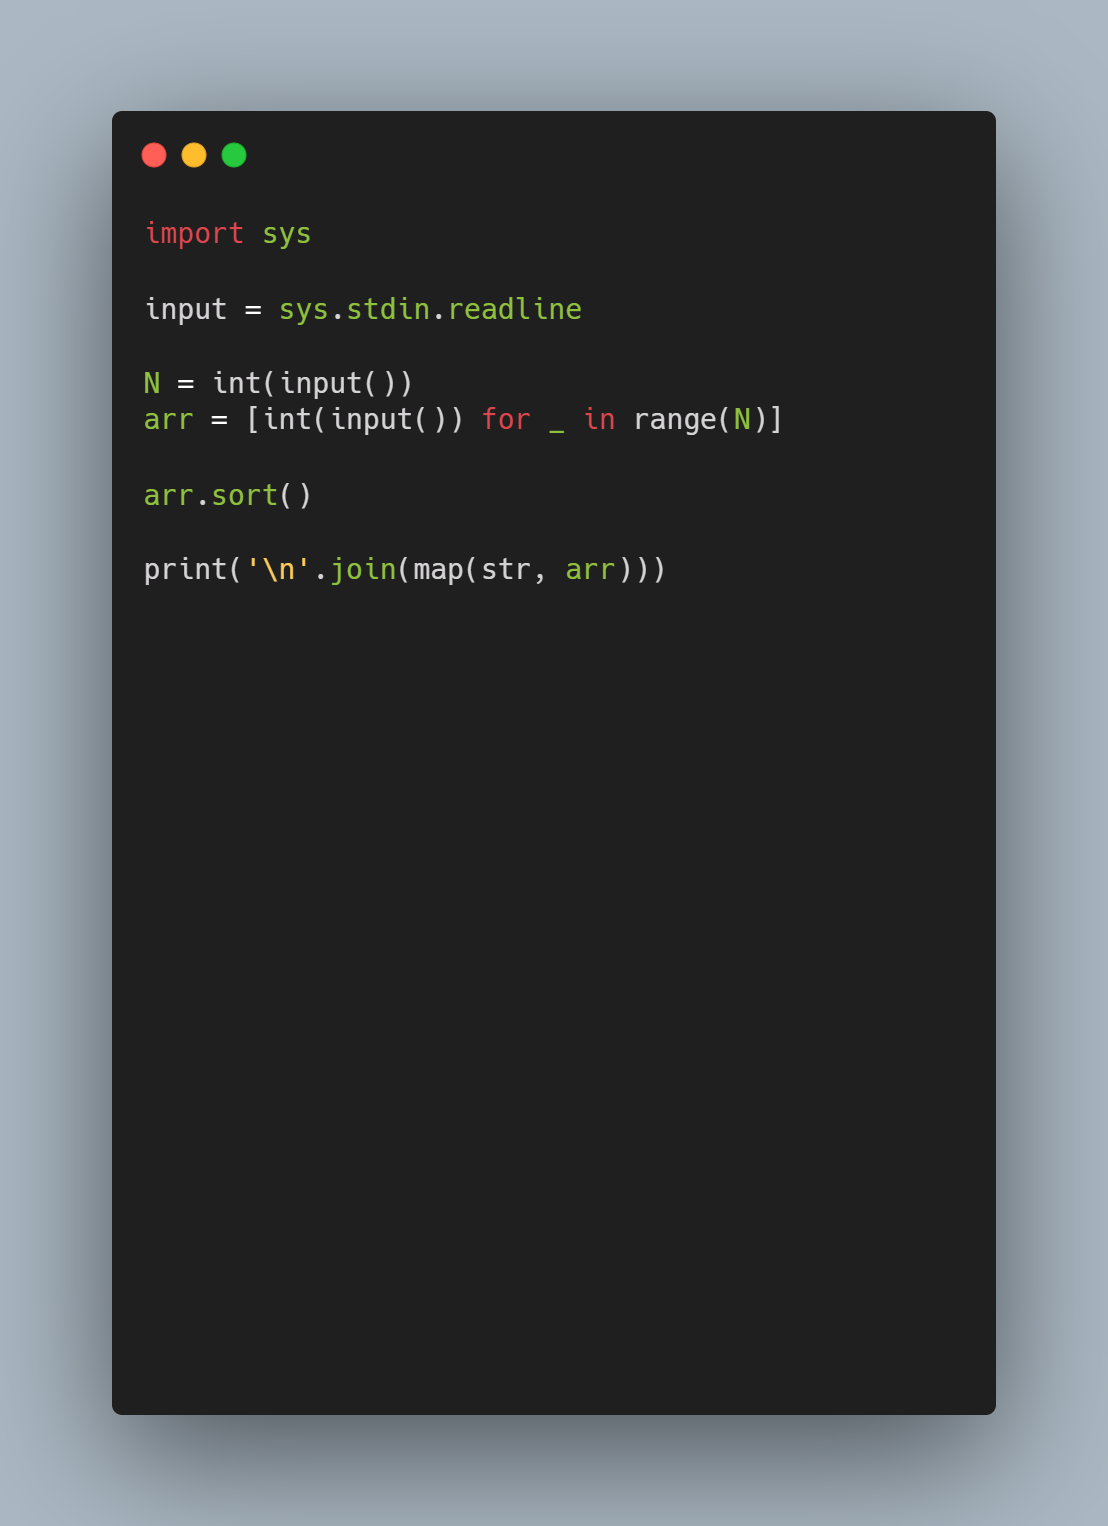 import sys
input = sys.stdin.readline
N = int(input())
arr = [int(input()) for _ in range(N)]
arr.sort()
print('\n'.join(map(str, arr)))